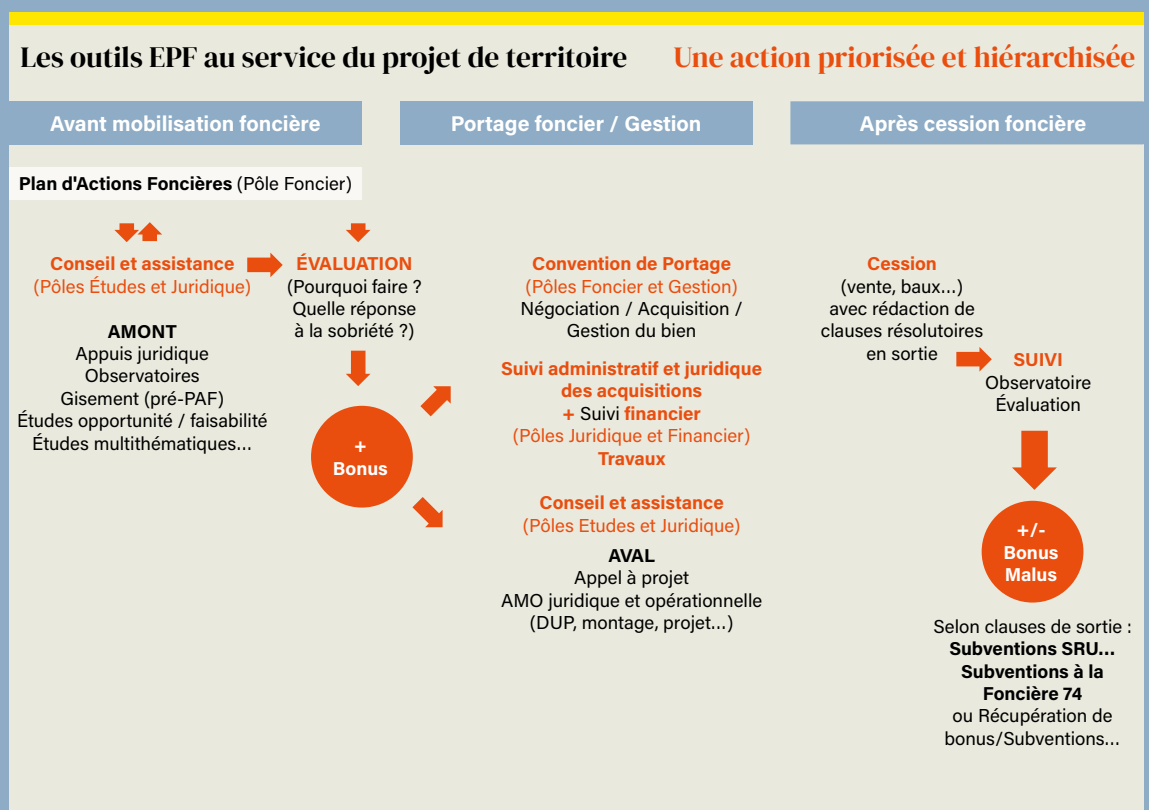 Les outils EPF au service du projet de territoire
Une action priorisée et hiérarchisée
Avant mobilisation foncière
Portage foncier / Gestion
Après cession foncière
Plan d'Actions Foncières (Pôle Foncier)
Conseil et assistance
(Pôles Études et Juridique)
AMONT
Appuis juridique
Observatoires
Gisement (pré-PAF)
Études opportunité / faisabilité
Études multithématiques...
ÉVALUATION
(Pourquoi faire ?
Quelle réponse
à la sobriété ?)
+
Bonus
Convention de Portage
(Pôles Foncier et Gestion)
Négociation / Acquisition /
Gestion du bien
Suivi administratif et juridique
des acquisitions
+ Suivi financier
(Pôles Juridique et Financier)
Travaux
Conseil et assistance
(Pôles Etudes et Juridique)
AVAL
Appel à projet
AMO juridique et opérationnelle
(DUP, montage, projet...)
Cession
(vente, baux...)
avec rédaction de
clauses résolutoires
en sortie
SUIVI
Observatoire
Évaluation
+/-
Bonus
Malus
Selon clauses de sortie :
Subventions SRU...
Subventions à la
Foncière 74
ou Récupération de
bonus/Subventions...